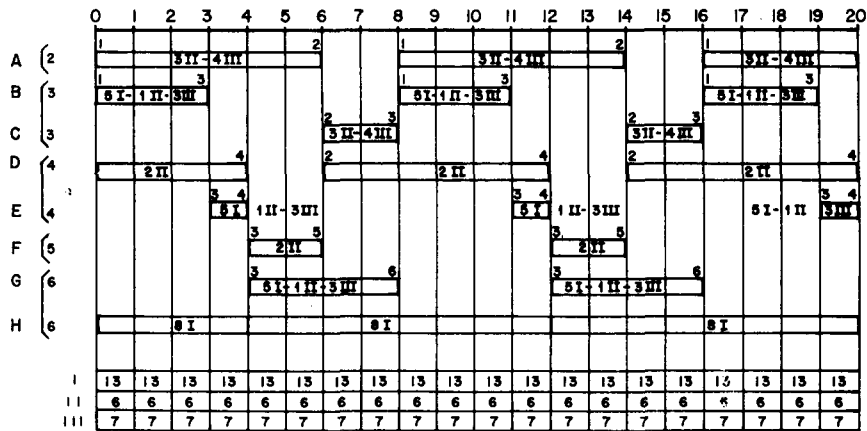 0 1 2 3 4 5 6 7 8 9 10 11 12 13 14 15 16 17 18 19 20
1 2 1 2 1
A (2 3 II-4 III 3 II-4 III 3 II-4 III
1 3 1 3 1 3
B (3 5 I-1 II-3 III 5 I-1 II-3 III 5 I-1 II-3 III
2 3 2 3
C (3 3 II-4 III 3 II-4 III
4 2 4 2 4
D (4 2 II 2 II 2 II
3 4 3 4 3 4
E (4 5 I 1 II-3 III 5 I 1 II-3 III 5 I-1 II 3 III
3 5 3 5
F (5 2 II 2 II
3 6 3 6
G (6 5 I-1 II-3 III 5 I-1 II-3 III
H (6 8 I 8 I 8 I
I 13 13 13 13 13 13 13 13 13 13 13 13 13 13 13 13 13 13 13 13
II 6 6 6 6 6 6 6 6 6 6 6 6 6 6 6 6 6 6 6 6
III 7 7 7 7 7 7 7 7 7 7 7 7 7 7 7 7 7 7 7 7